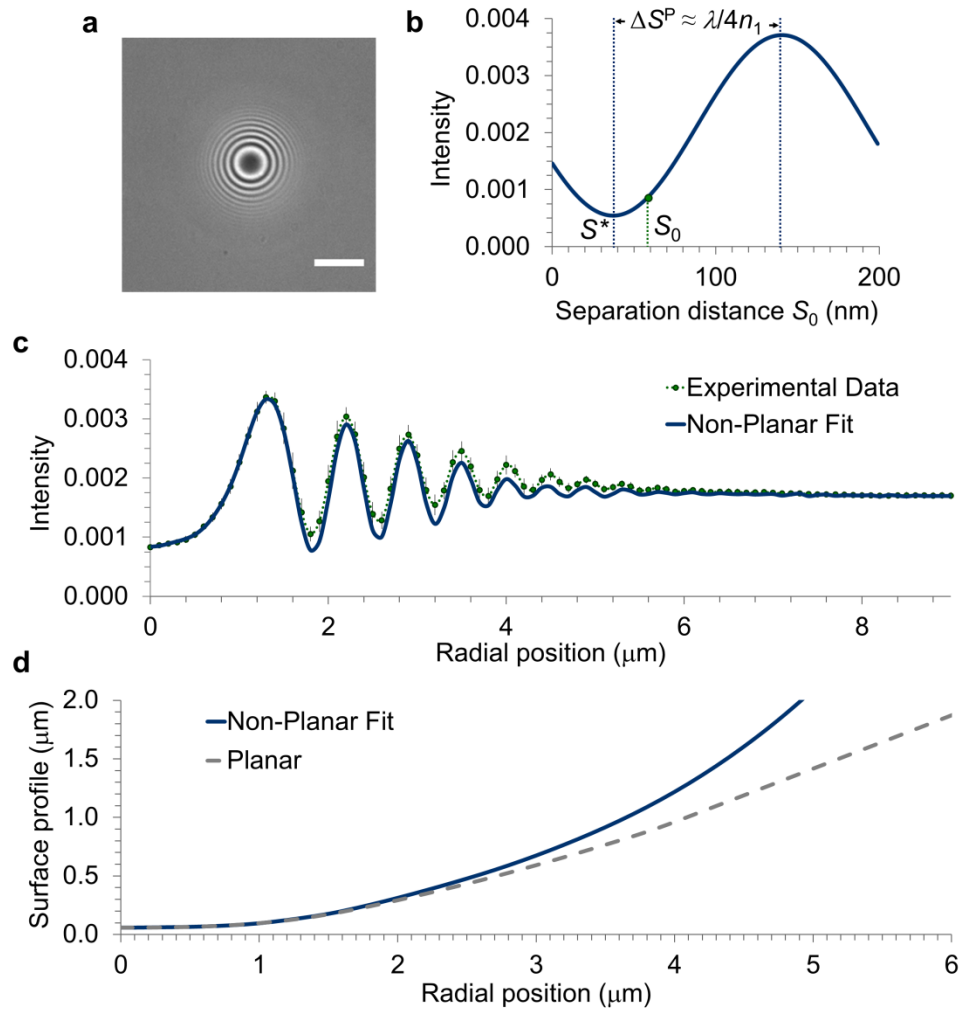 a
b
ΔSᴾ ≈ λ/4n₁
0.004
0.003
0.002
0.001
0.000
Intensity
S*
S₀
0
100
200
Separation distance S₀ (nm)
c
0.004
0.003
0.002
0.001
0.000
Intensity
Experimental Data
Non-Planar Fit
0
2
4
6
8
Radial position (μm)
d
2.0
1.5
1.0
0.5
0.0
Surface profile (μm)
Non-Planar Fit
Planar
0
1
2
3
4
5
6
Radial position (μm)